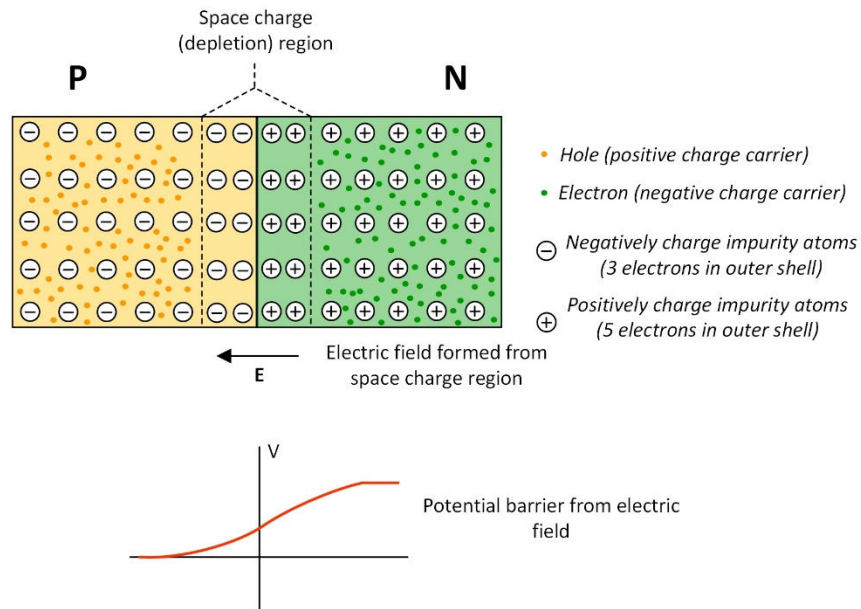 Space charge
(depletion) region
P
N
Hole (positive charge carrier)
Electron (negative charge carrier)
Negatively charge impurity atoms
(3 electrons in outer shell)
Positively charge impurity atoms
(5 electrons in outer shell)
E
Electric field formed from
space charge region
V
Potential barrier from electric
field